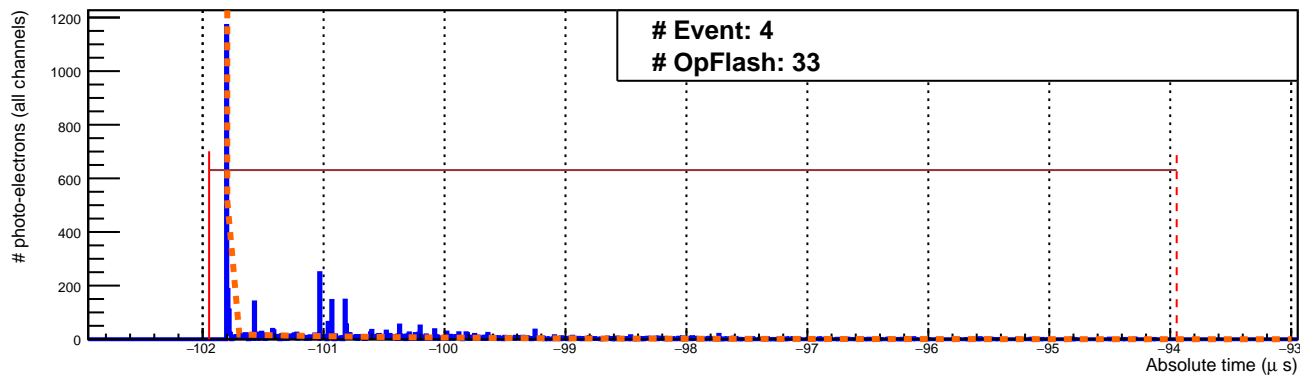 # Event: 4
# OpFlash: 33
# photo-electrons (all channels)
1200
1000
800
600
400
200
0
−102 −101 −100 −99 −98 −97 −96 −95 −94 −93
Absolute time (μ s)